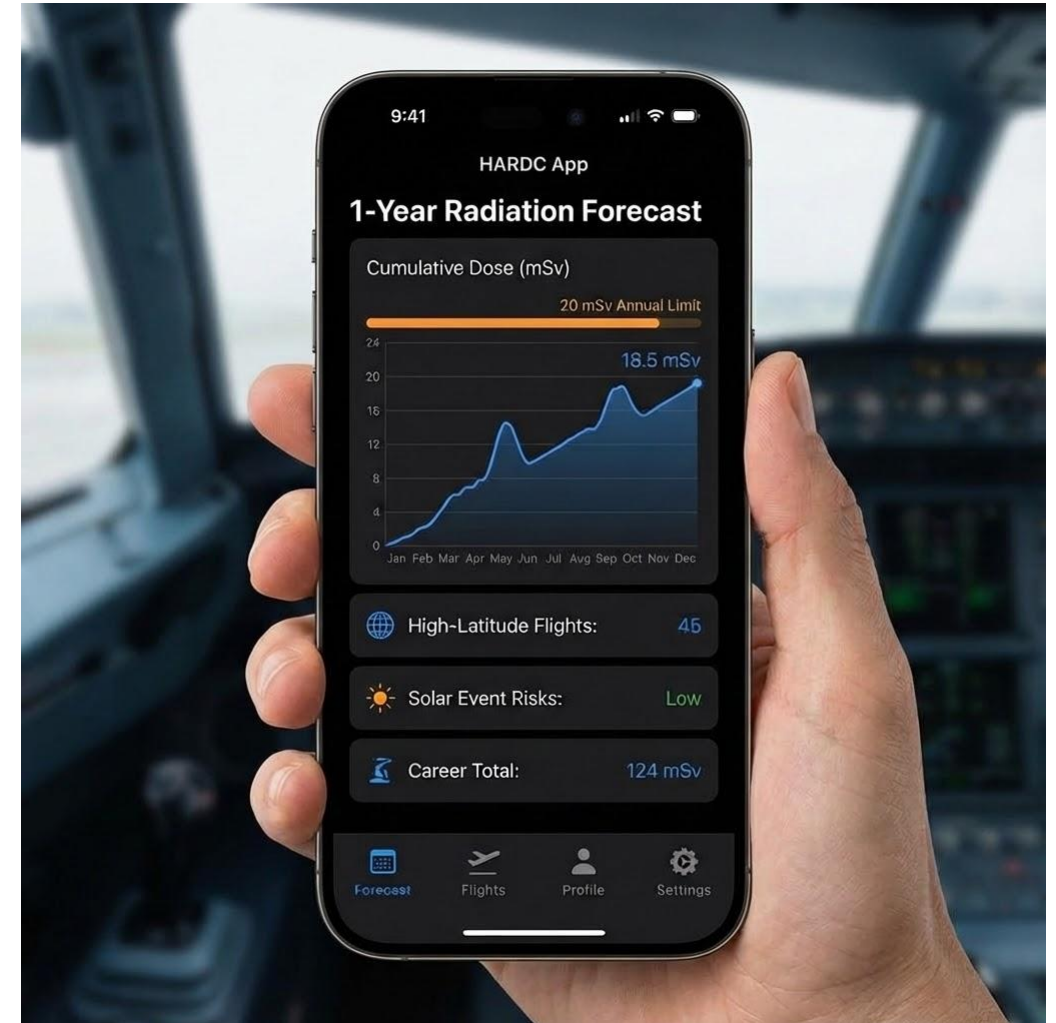 9:41
HARDC App
1-Year Radiation Forecast
Cumulative Dose (mSv)
20 mSv Annual Limit
24
18.5 mSv
20
16
12
8
4
0
Jan Feb Mar Apr May Jun Jul Avg Sep Oct Nov Dec
High-Latitude Flights: 45
Solar Event Risks: Low
Career Total: 124 mSv
Forecast Flights Profile Settings